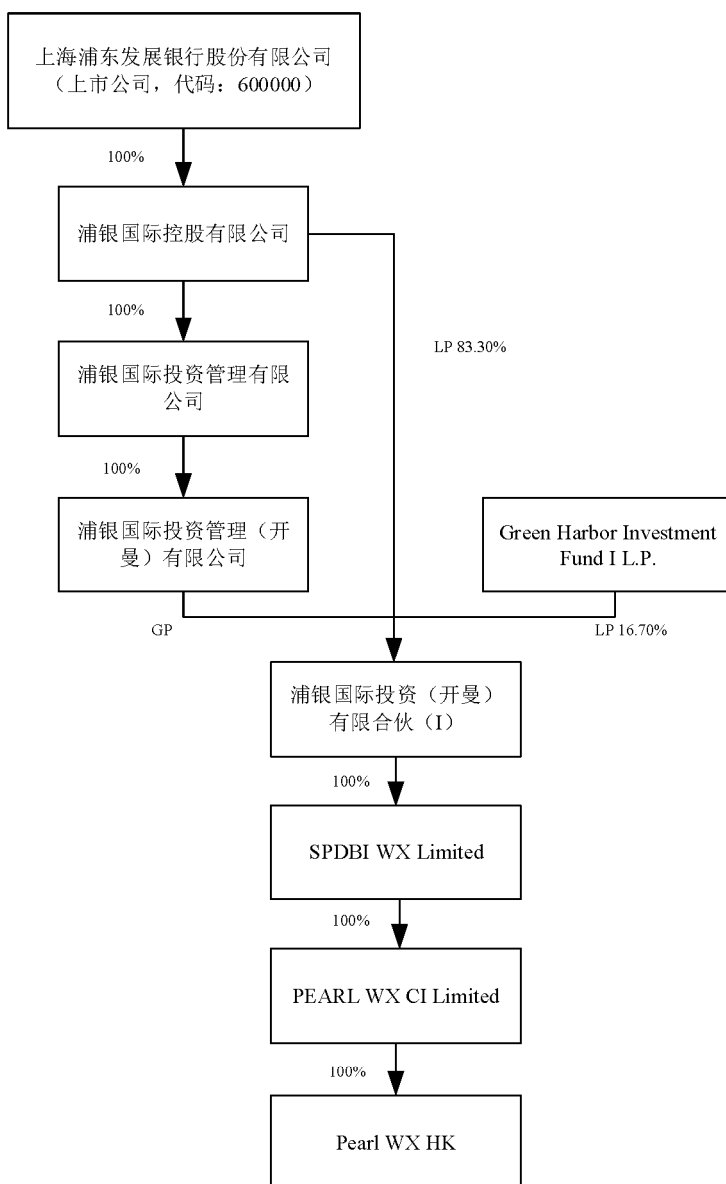 上海浦东发展银行股份有限公司
（上市公司，代码：600000）
100%
浦银国际控股有限公司
100%
LP 83.30%
浦银国际投资管理有限
公司
100%
浦银国际投资管理（开
曼）有限公司
Green Harbor Investment
Fund I L.P.
GP
LP 16.70%
浦银国际投资（开曼）
有限合伙（I）
100%
SPDBI WX Limited
100%
PEARL WX CI Limited
100%
Pearl WX HK